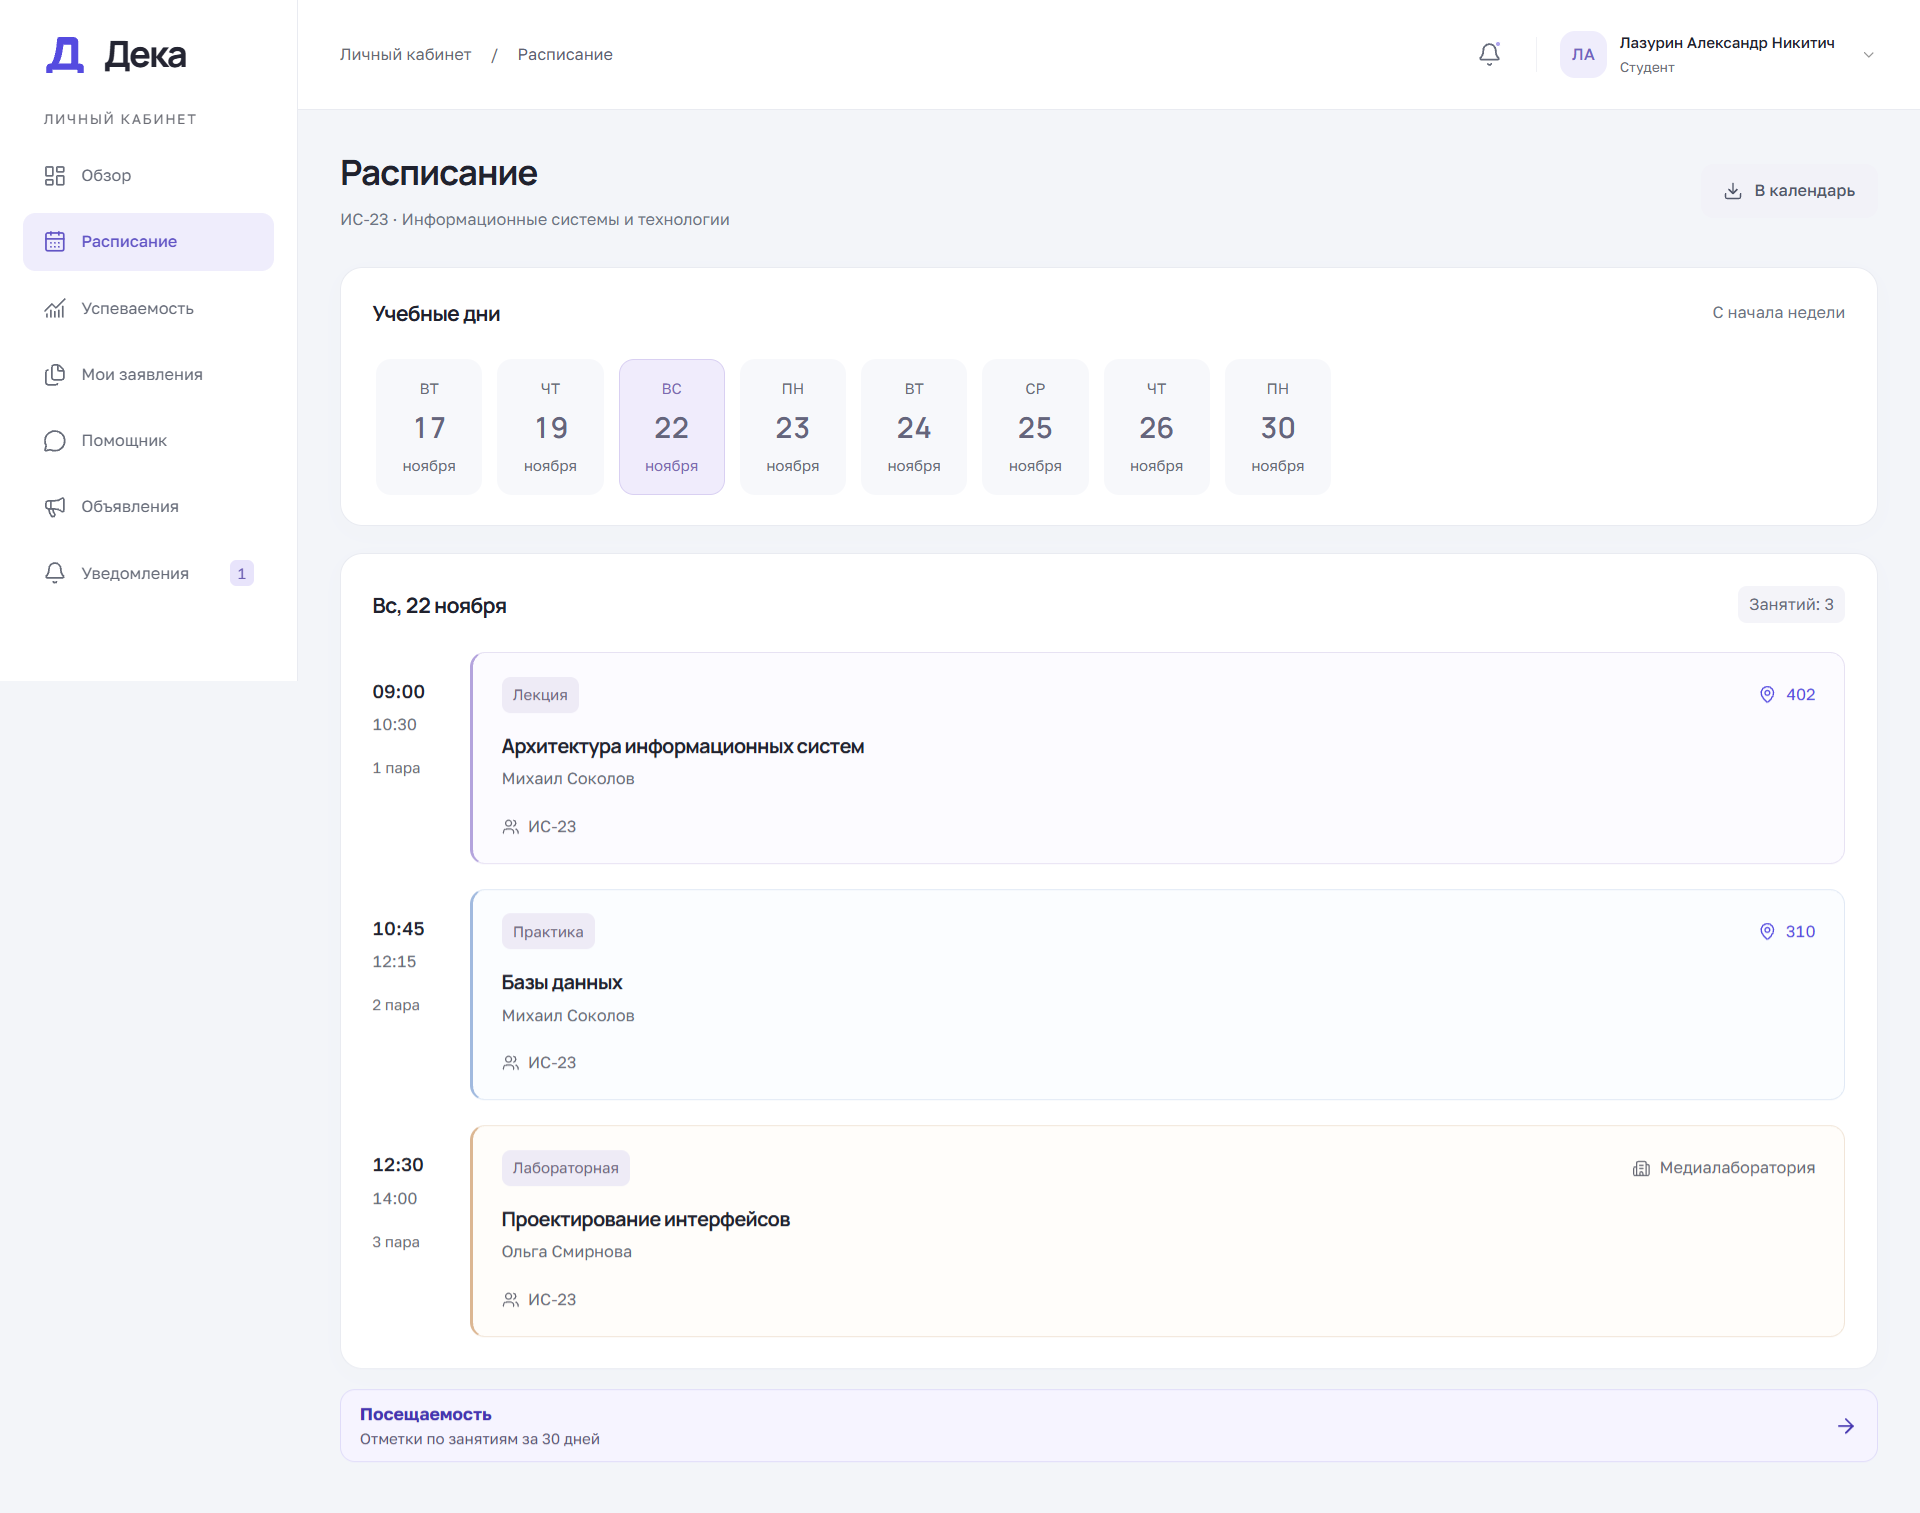 Д Дека
ЛИЧНЫЙ КАБИНЕТ
Обзор
Расписание
Успеваемость
Мои заявления
Помощник
Объявления
Уведомления 1
Личный кабинет / Расписание
ЛА
Лазурин Александр Никитич
Студент
Расписание
ИС-23 · Информационные системы и технологии
В календарь
Учебные дни
С начала недели
ВТ
17
ноября
ЧТ
19
ноября
ВС
22
ноября
ПН
23
ноября
ВТ
24
ноября
СР
25
ноября
ЧТ
26
ноября
ПН
30
ноября
Вс, 22 ноября
Занятий: 3
09:00
10:30
1 пара
Лекция
402
Архитектура информационных систем
Михаил Соколов
ИС-23
10:45
12:15
2 пара
Практика
310
Базы данных
Михаил Соколов
ИС-23
12:30
14:00
3 пара
Лабораторная
Медиалаборатория
Проектирование интерфейсов
Ольга Смирнова
ИС-23
Посещаемость
Отметки по занятиям за 30 дней